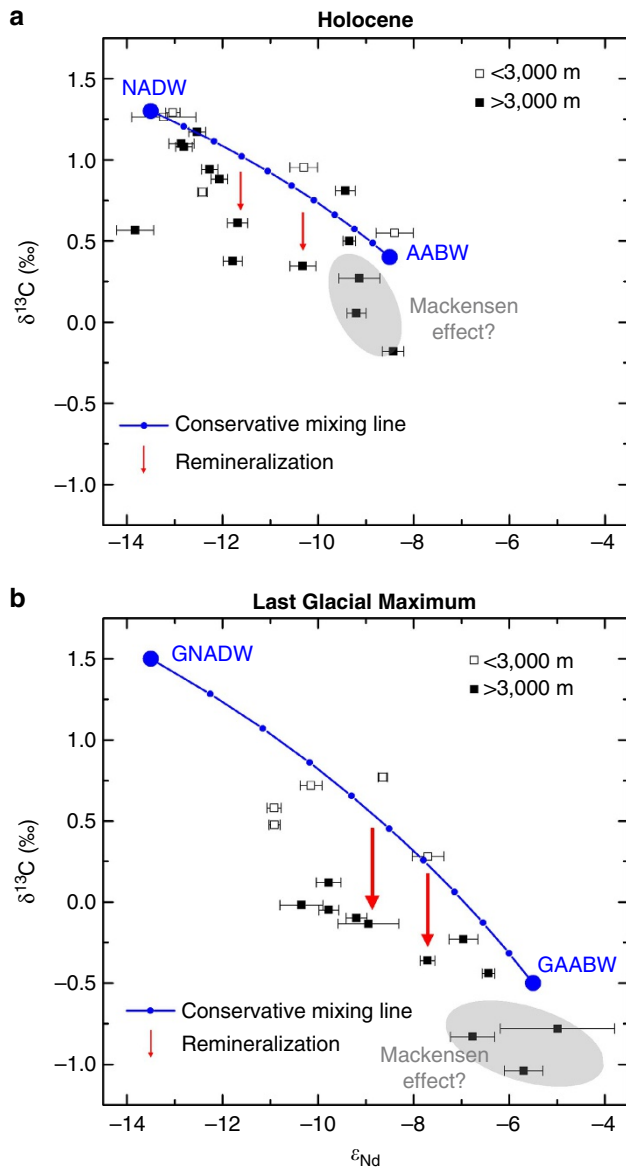 a
Holocene
1.5
1.0
0.5
0.0
−0.5
−1.0
δ13C (‰)
NADW
<3,000 m
>3,000 m
AABW
Mackensen
effect?
Conservative mixing line
Remineralization
−14
−12
−10
−8
−6
−4
b
Last Glacial Maximum
1.5
1.0
0.5
0.0
−0.5
−1.0
δ13C (‰)
GNADW
<3,000 m
>3,000 m
GAABW
Conservative mixing line
Remineralization
Mackensen
effect?
−14
−12
−10
−8
−6
−4
εNd